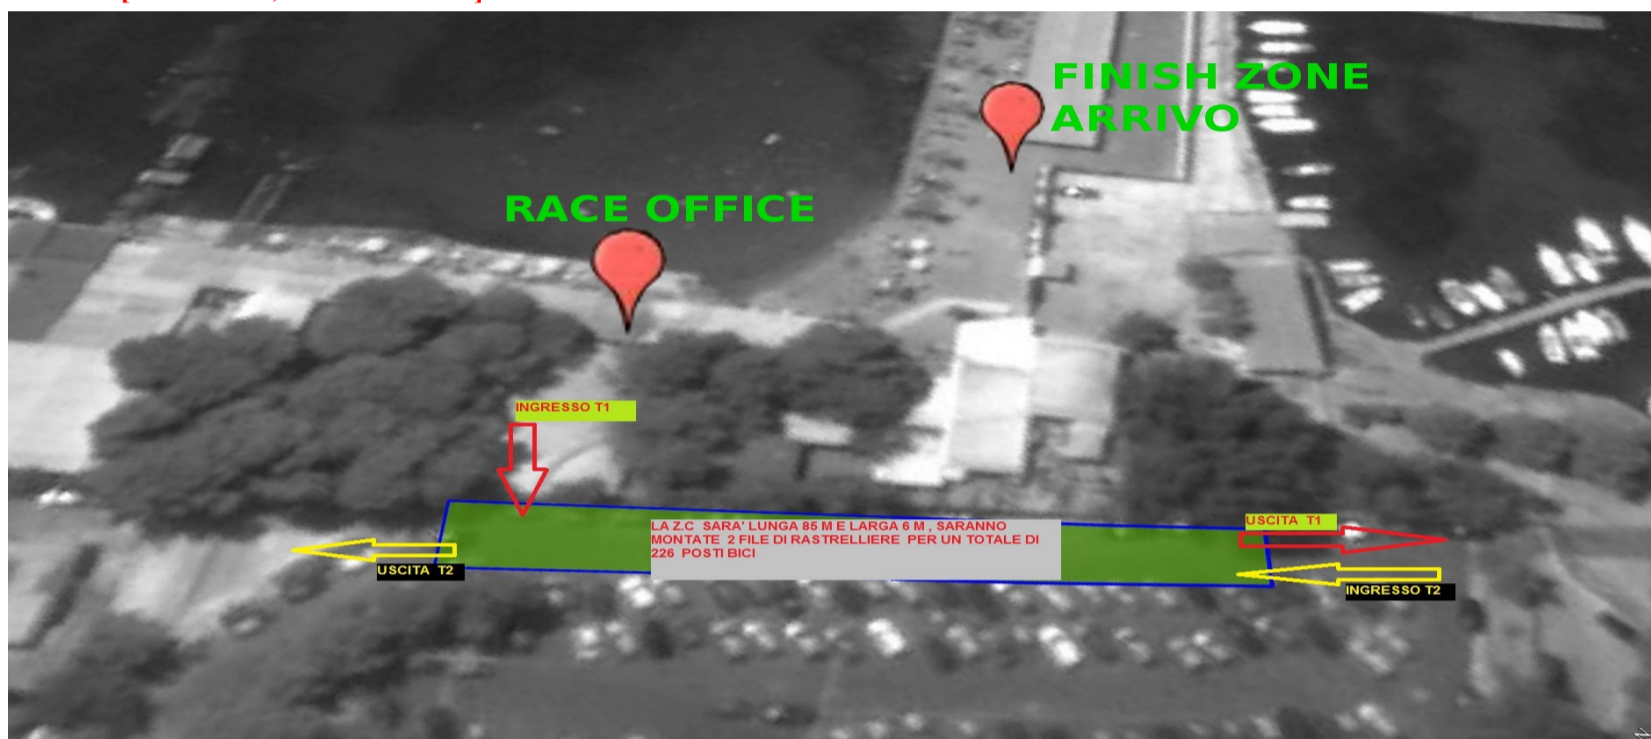 FINISH ZONE
ARRIVO
RACE OFFICE
INGRESSO T1
LA Z.C SARA' LUNGA 85 M E LARGA 6 M , SARANNO
MONTATE 2 FILE DI RASTRELLIERE PER UN TOTALE DI
226 POSTI BICI
USCITA T1
USCITA T2
INGRESSO T2